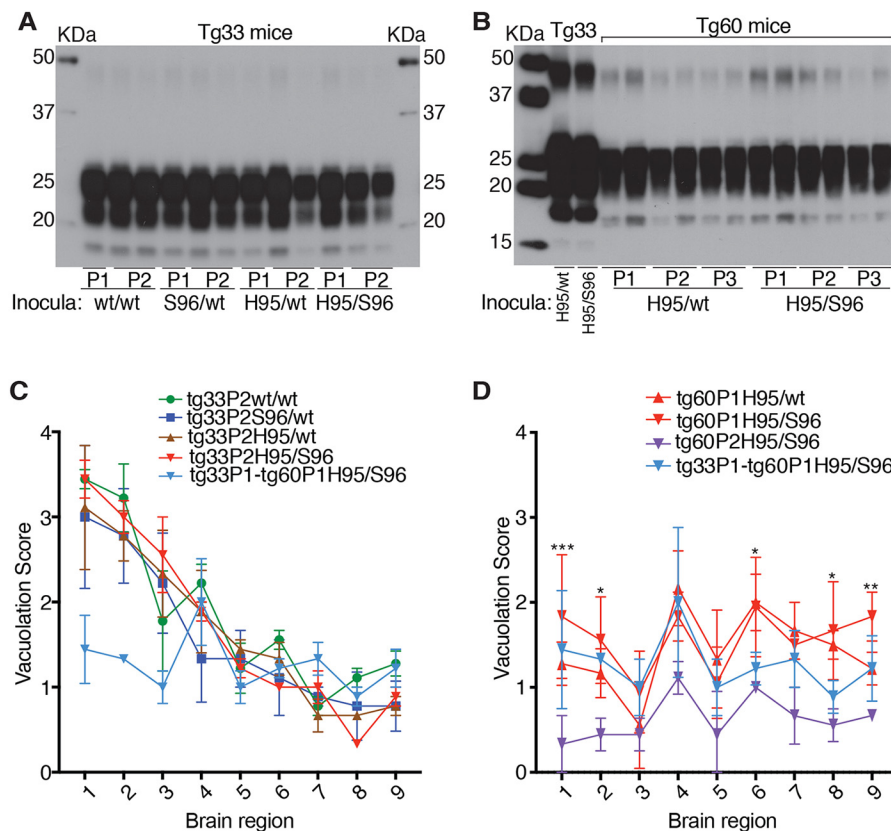 A
KDa Tg33 mice KDa
50 50
37 37
25 25
20 20
P1 P2 P1 P2 P1 P2 P1 P2
Inocula: wt/wt S96/wt H95/wt H95/S96
B
KDa Tg33 Tg60 mice
50
37
25
20
15
P1 P2 P3 P1 P2 P3
Inocula: H95/wt H95/S96 H95/wt H95/S96
C
tg33P2wt/wt
tg33P2S96/wt
tg33P2H95/wt
tg33P2H95/S96
tg33P1-tg60P1H95/S96
Vacuolation Score
4
3
2
1
0
1 2 3 4 5 6 7 8 9
Brain region
D
tg60P1H95/wt
tg60P1H95/S96
tg60P2H95/S96
tg33P1-tg60P1H95/S96
Vacuolation Score
4
3
2
1
0
*** * * * **
1 2 3 4 5 6 7 8 9
Brain region